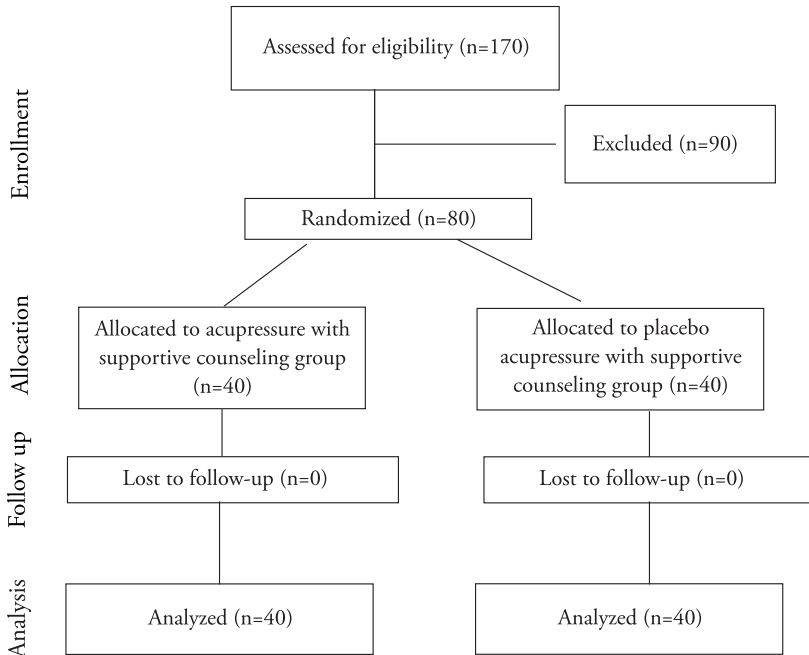 Assessed for eligibility (n=170)
Enrollment
Excluded (n=90)
Randomized (n=80)
Allocation
Allocated to acupressure with
supportive counseling group
(n=40)
Allocated to placebo
acupressure with supportive
counseling group (n=40)
Follow up
Lost to follow-up (n=0)
Lost to follow-up (n=0)
Analysis
Analyzed (n=40)
Analyzed (n=40)